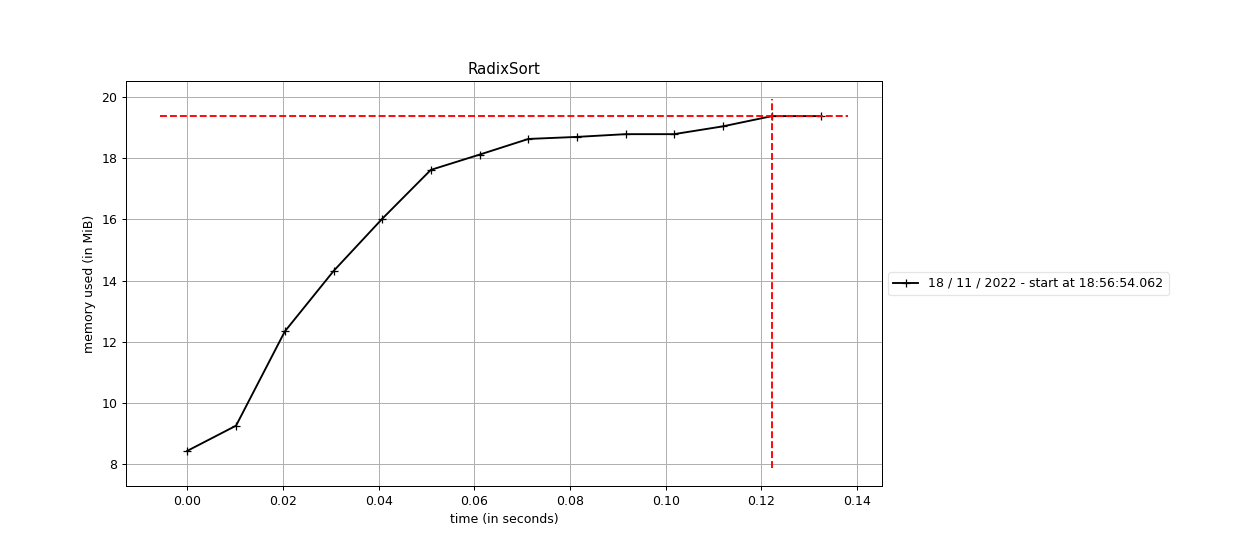 RadixSort
20
18
16
14
12
10
8
memory used (in MiB)
0.00 0.02 0.04 0.06 0.08 0.10 0.12 0.14
time (in seconds)
18 / 11 / 2022 - start at 18:56:54.062